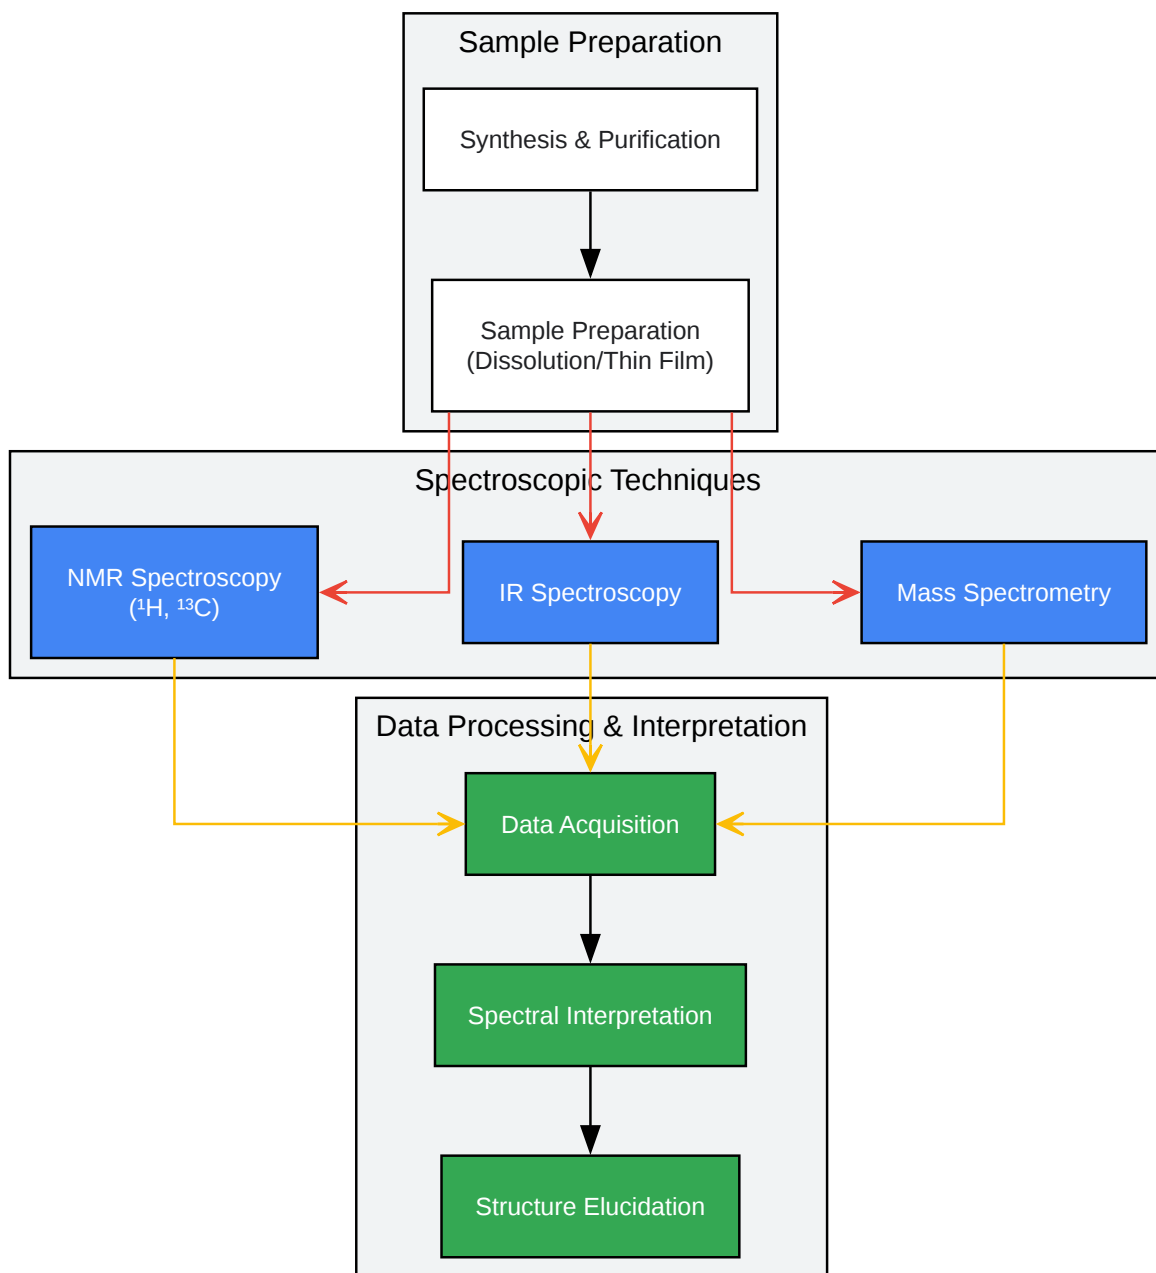 Sample Preparation
Synthesis & Purification
Sample Preparation
(Dissolution/Thin Film)
Spectroscopic Techniques
NMR Spectroscopy
(¹H, ¹³C)
IR Spectroscopy
Mass Spectrometry
Data Processing & Interpretation
Data Acquisition
Spectral Interpretation
Structure Elucidation